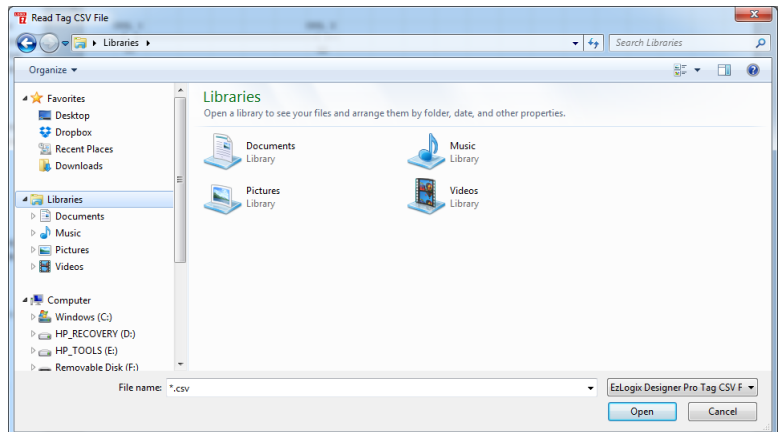 Read Tag CSV File
Libraries
Search Libraries
Organize
Favorites
Desktop
Dropbox
Recent Places
Downloads
Libraries
Documents
Music
Pictures
Videos
Computer
Windows (C:)
HP_RECOVERY (D:)
HP_TOOLS (E:)
Removable Disk (F:)
Libraries
Open a library to see your files and arrange them by folder, date, and other properties.
Documents
Library
Music
Library
Pictures
Library
Videos
Library
File name: *.csv
EzLogix Designer Pro Tag CSV F
Open Cancel